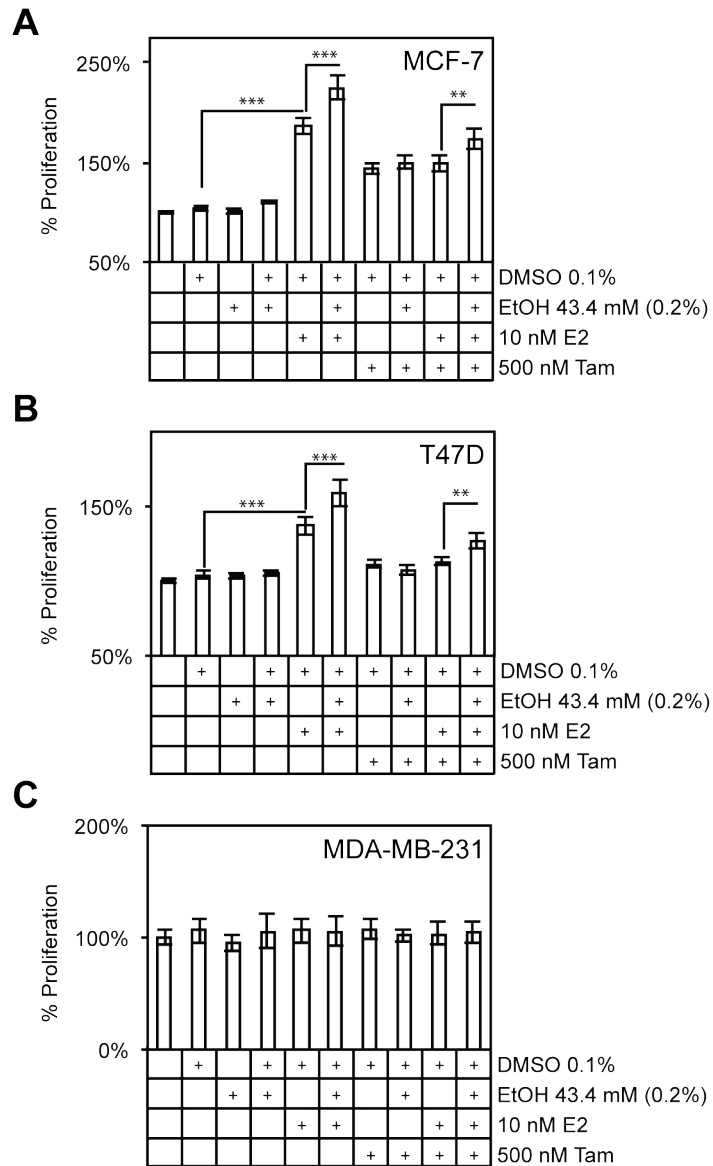 A
MCF-7
250%
150%
50%
% Proliferation
***
***
**
+ + + + + + + + DMSO 0.1%
+ + + + + EtOH 43.4 mM (0.2%)
+ + + + 10 nM E2
+ + + + 500 nM Tam
B
T47D
150%
50%
% Proliferation
***
***
**
+ + + + + + + + DMSO 0.1%
+ + + + + EtOH 43.4 mM (0.2%)
+ + + + 10 nM E2
+ + + + 500 nM Tam
C
MDA-MB-231
200%
100%
0%
% Proliferation
+ + + + + + + + DMSO 0.1%
+ + + + + EtOH 43.4 mM (0.2%)
+ + + + 10 nM E2
+ + + + 500 nM Tam